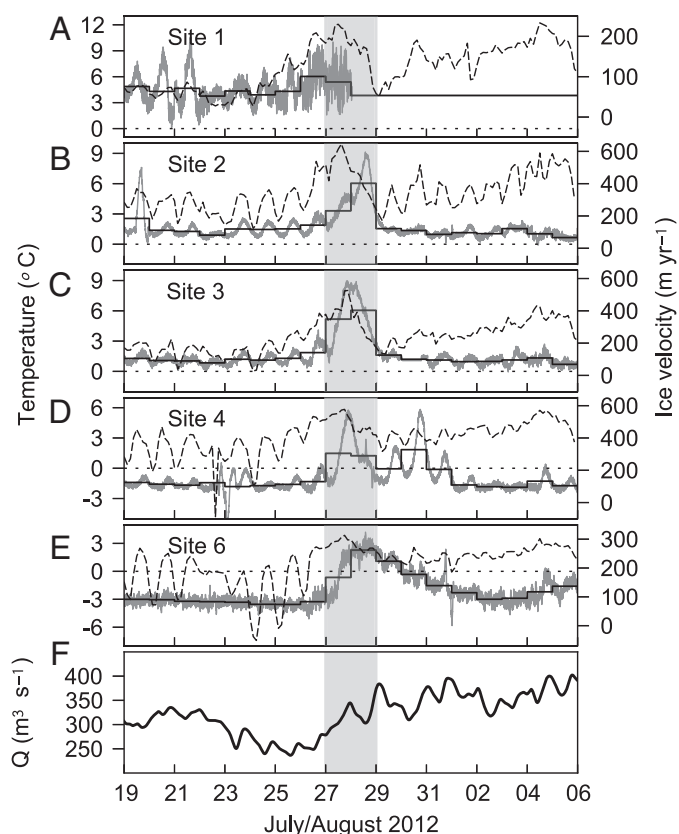 A
12
9
6
3
0
Site 1
200
100
0
B
9
6
3
0
Site 2
600
400
200
0
C
9
6
3
0
Site 3
600
400
200
0
D
6
3
0
-3
Site 4
600
400
200
0
E
3
0
-3
-6
Site 6
300
200
100
0
F
400
350
300
250
Temperature (° C)
Ice velocity (m yr⁻¹)
Q (m³ s⁻¹)
19 21 23 25 27 29 31 02 04 06
July/August 2012